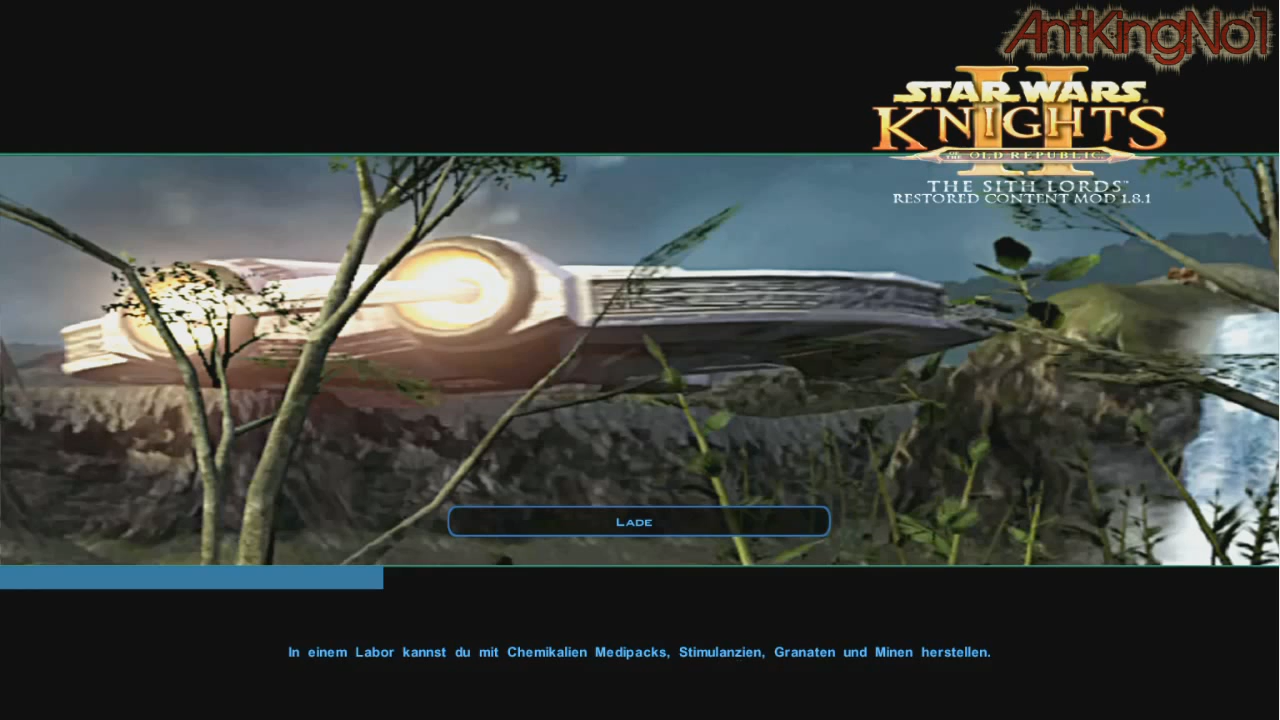 AntKingNo1
STAR WARS
KNIGHTS
II
OF THE OLD REPUBLIC
THE SITH LORDS™
RESTORED CONTENT MOD 1.8.1
LADE
In einem Labor kannst du mit Chemikalien Medipacks, Stimulanzien, Granaten und Minen herstellen.